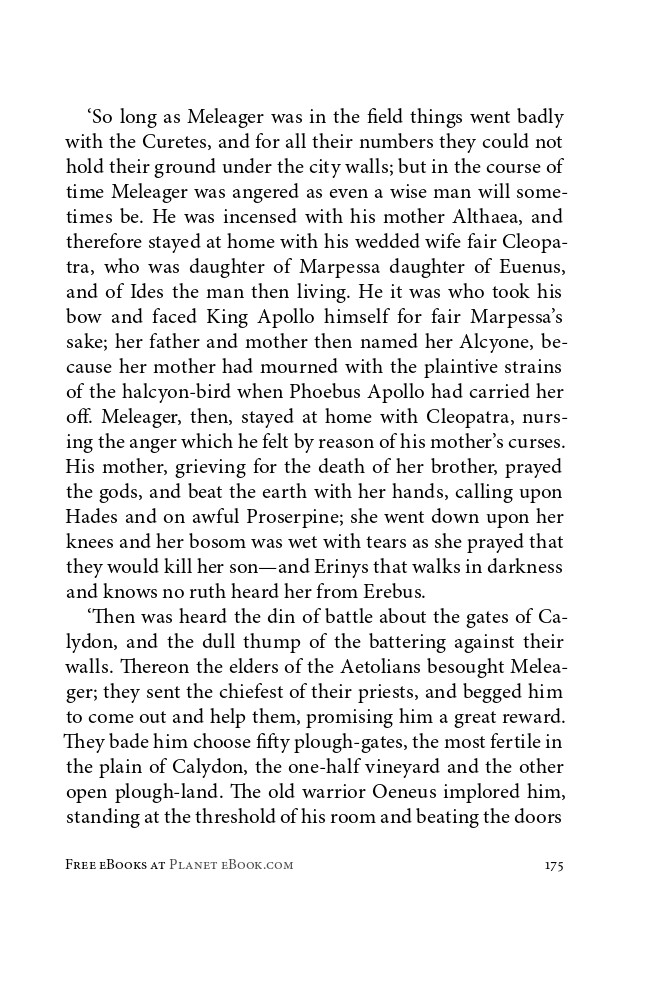 ‘So long as Meleager was in the field things went badly
with the Curetes, and for all their numbers they could not
hold their ground under the city walls; but in the course of
time Meleager was angered as even a wise man will some-
times be. He was incensed with his mother Althaea, and
therefore stayed at home with his wedded wife fair Cleopa-
tra, who was daughter of Marpessa daughter of Euenus,
and of Ides the man then living. He it was who took his
bow and faced King Apollo himself for fair Marpessa’s
sake; her father and mother then named her Alcyone, be-
cause her mother had mourned with the plaintive strains
of the halcyon-bird when Phoebus Apollo had carried her
off. Meleager, then, stayed at home with Cleopatra, nurs-
ing the anger which he felt by reason of his mother’s curses.
His mother, grieving for the death of her brother, prayed
the gods, and beat the earth with her hands, calling upon
Hades and on awful Proserpine; she went down upon her
knees and her bosom was wet with tears as she prayed that
they would kill her son—and Erinys that walks in darkness
and knows no ruth heard her from Erebus.
‘Then was heard the din of battle about the gates of Ca-
lydon, and the dull thump of the battering against their
walls. Thereon the elders of the Aetolians besought Melea-
ger; they sent the chiefest of their priests, and begged him
to come out and help them, promising him a great reward.
They bade him choose fifty plough-gates, the most fertile in
the plain of Calydon, the one-half vineyard and the other
open plough-land. The old warrior Oeneus implored him,
standing at the threshold of his room and beating the doors
Free eBooks at Planet eBook.com 175